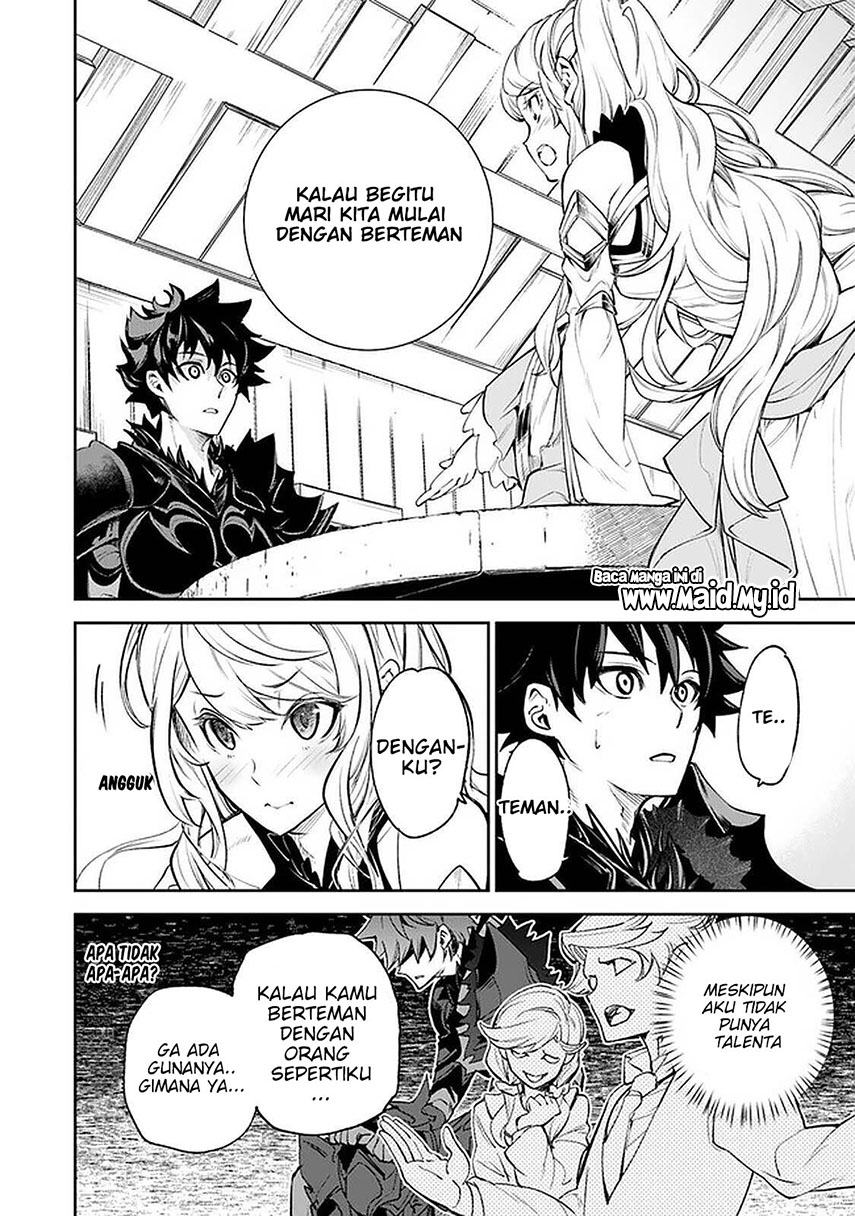 KALAU BEGITU
MARI KITA MULAI
DENGAN BERTEMAN
Baca Manga ini di
www.Maid.My.id
TE..
TEMAN..
DENGAN-
KU?
ANGGUK
MESKIPUN
AKU TIDAK
PUNYA
TALENTA
KALAU KAMU
BERTEMAN
DENGAN
ORANG
SEPERTIKU
...
GA ADA
GUNANYA..
GIMANA YA...
APA TIDAK
APA-APA?